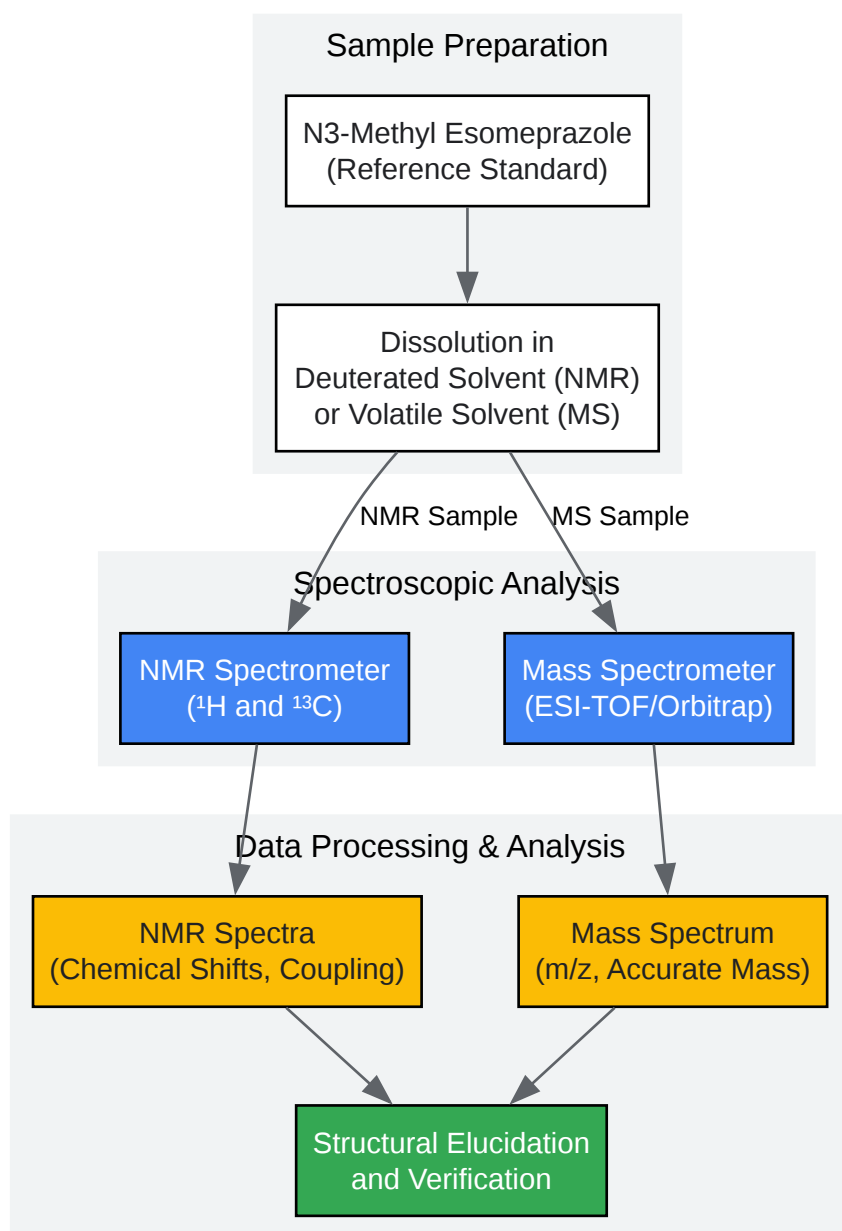 Sample Preparation
N3-Methyl Esomeprazole
(Reference Standard)
Dissolution in
Deuterated Solvent (NMR)
or Volatile Solvent (MS)
NMR Sample
MS Sample
Spectroscopic Analysis
NMR Spectrometer
(¹H and ¹³C)
Mass Spectrometer
(ESI-TOF/Orbitrap)
Data Processing & Analysis
NMR Spectra
(Chemical Shifts, Coupling)
Mass Spectrum
(m/z, Accurate Mass)
Structural Elucidation
and Verification